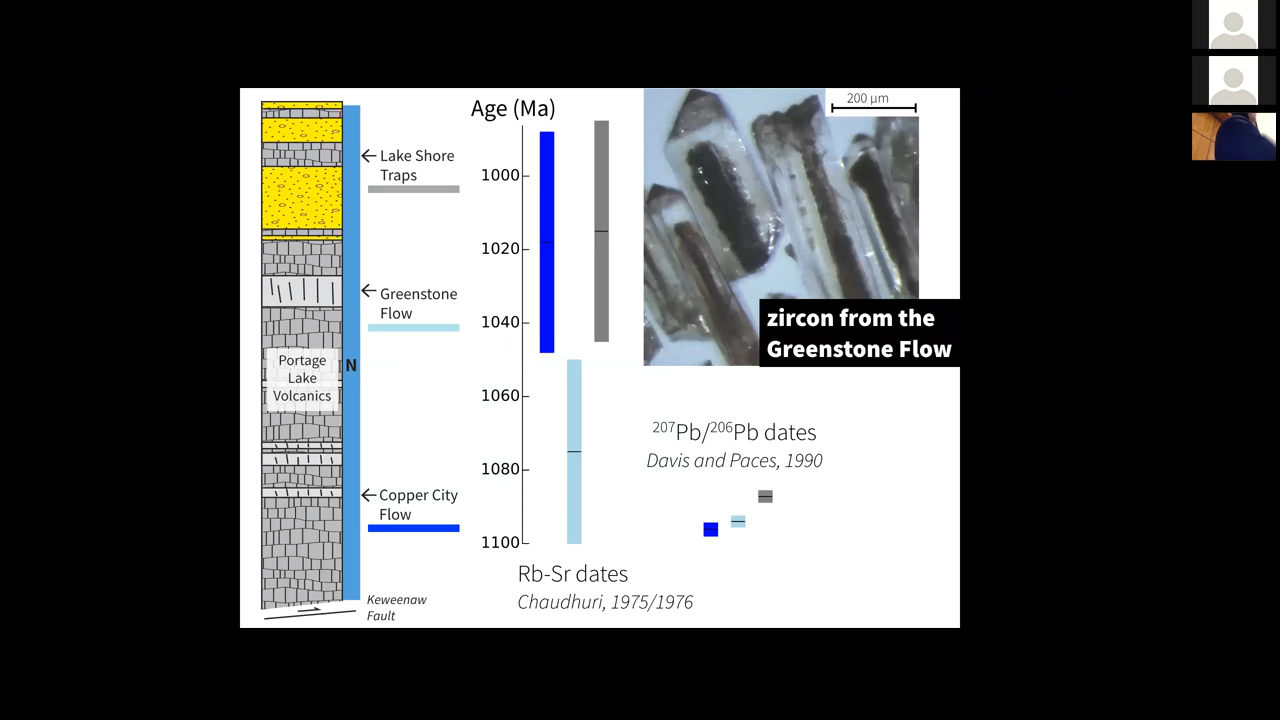 Age (Ma)
200 µm
Lake Shore
Traps
1000
1020
Greenstone
Flow
1040
zircon from the
Greenstone Flow
Portage
Lake
Volcanics
N
1060
²⁰⁷Pb/²⁰⁶Pb dates
Davis and Paces, 1990
1080
Copper City
Flow
1100
Rb-Sr dates
Chaudhuri, 1975/1976
Keweenaw
Fault